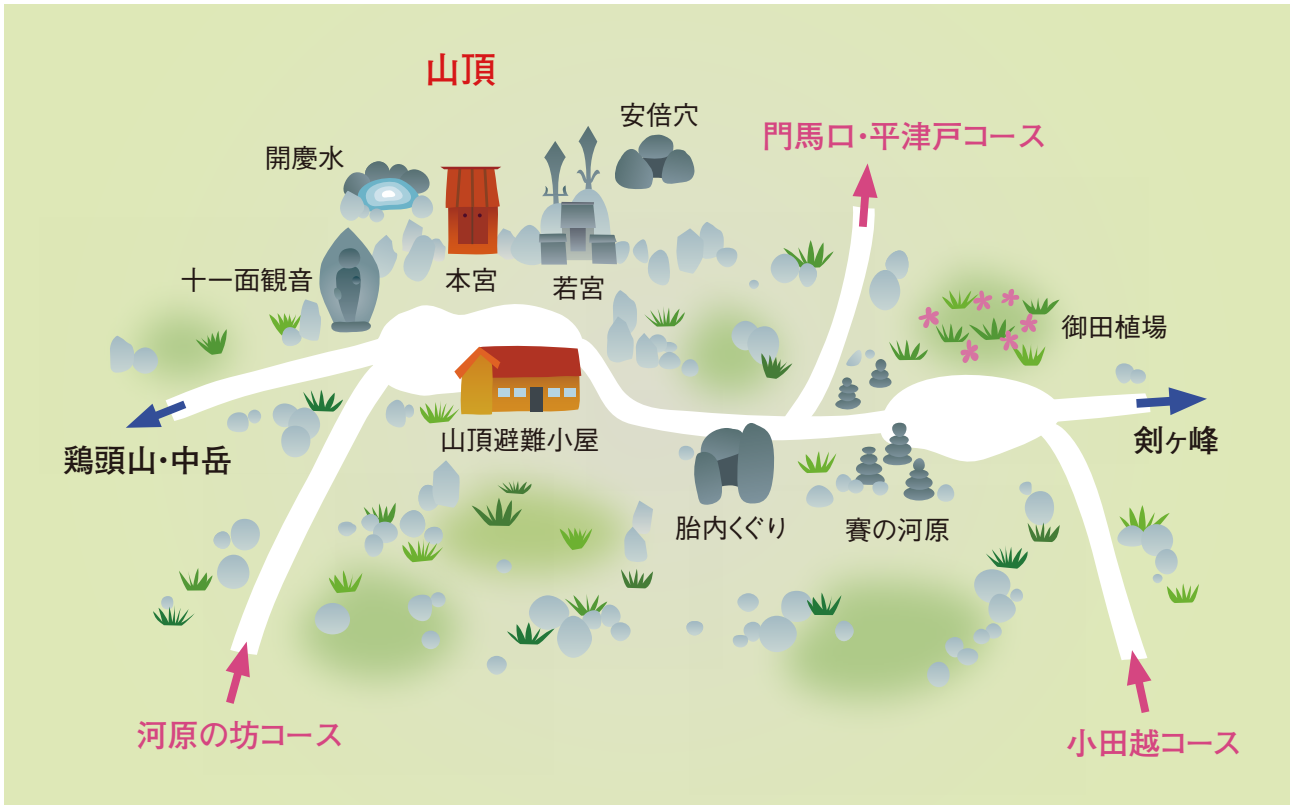 山頂
安倍穴
門馬口・平津戸コース
開慶水
十一面観音
本宮
若宮
御田植場
山頂避難小屋
剣ヶ峰
鶏頭山・中岳
胎内くぐり
賽の河原
河原の坊コース
小田越コース